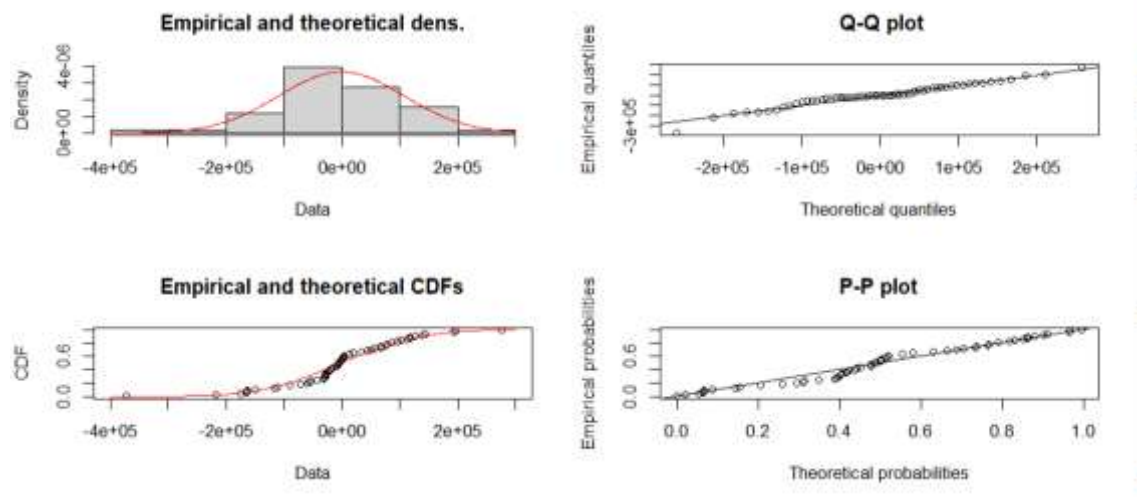 Empirical and theoretical dens.
Density
0e+00 4e-06
-4e+05 -2e+05 0e+00 2e+05
Data
Q-Q plot
Empirical quantiles
-3e+05
-2e+05 -1e+05 0e+00 1e+05 2e+05
Theoretical quantiles
Empirical and theoretical CDFs
CDF
0.0 0.6
-4e+05 -2e+05 0e+00 2e+05
Data
P-P plot
Empirical probabilities
0.0 0.6
0.0 0.2 0.4 0.6 0.8 1.0
Theoretical probabilities